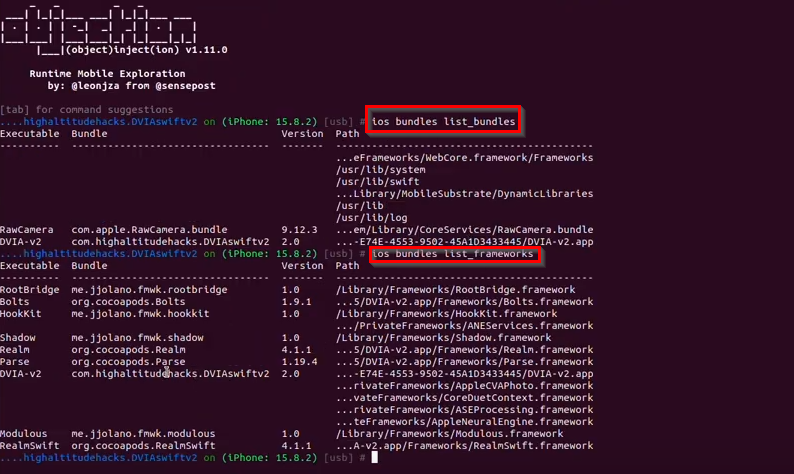 |___|(object)inject(ion) v1.11.0
Runtime Mobile Exploration
by: @leonjza from @sensepost
[tab] for command suggestions
....highaltitudehacks.DVIAswiftv2 on (iPhone: 15.8.2) [usb] # ios bundles list_bundles
Executable Bundle Version Path
---------- --------------------------------- ------- -------------------------------------------
...eFrameworks/WebCore.framework/Frameworks
/usr/lib/system
/usr/lib/swift
...Library/MobileSubstrate/DynamicLibraries
/usr/lib
/usr/lib/log
RawCamera com.apple.RawCamera.bundle 9.12.3 ...em/Library/CoreServices/RawCamera.bundle
DVIA-v2 com.highaltitudehacks.DVIAswiftv2 2.0 ...-E74E-4553-9502-45A1D3433445/DVIA-v2.app
....highaltitudehacks.DVIAswiftv2 on (iPhone: 15.8.2) [usb] # ios bundles list_frameworks
Executable Bundle Version Path
---------- --------------------------------- ------- -------------------------------------------
RootBridge me.jjolano.fmwk.rootbridge 1.0 /Library/Frameworks/RootBridge.framework
Bolts org.cocoapods.Bolts 1.9.1 ...5/DVIA-v2.app/Frameworks/Bolts.framework
HookKit me.jjolano.fmwk.hookkit 1.0 /Library/Frameworks/HookKit.framework
.../PrivateFrameworks/ANEServices.framework
Shadow me.jjolano.fmwk.shadow 1.0 /Library/Frameworks/Shadow.framework
Realm org.cocoapods.Realm 4.1.1 ...5/DVIA-v2.app/Frameworks/Realm.framework
Parse org.cocoapods.Parse 1.19.4 ...5/DVIA-v2.app/Frameworks/Parse.framework
DVIA-v2 com.highaltitudehacks.DVIAswiftv2 2.0 ...-E74E-4553-9502-45A1D3433445/DVIA-v2.app
...rivateFrameworks/AppleCVAPhoto.framework
...vateFrameworks/CoreDuetContext.framework
...rivateFrameworks/ASEProcessing.framework
...teFrameworks/AppleNeuralEngine.framework
Modulous me.jjolano.fmwk.modulous 1.0 /Library/Frameworks/Modulous.framework
RealmSwift org.cocoapods.RealmSwift 4.1.1 ...A-v2.app/Frameworks/RealmSwift.framework
....highaltitudehacks.DVIAswiftv2 on (iPhone: 15.8.2) [usb] #